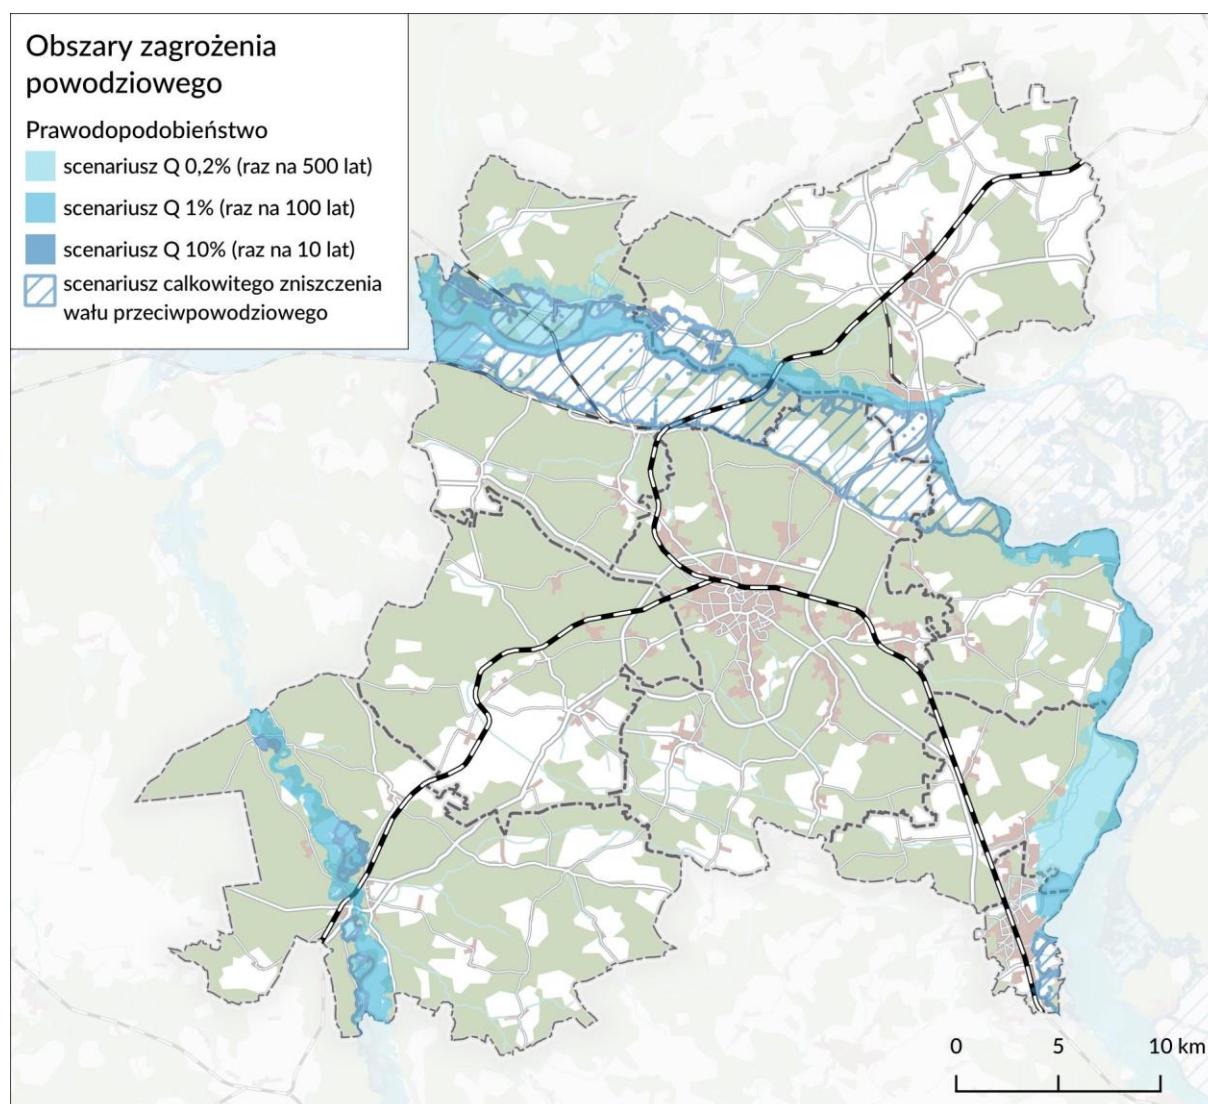 Obszary zagrożenia
powodziowego
Prawodopodobieństwo
scenariusz Q 0,2% (raz na 500 lat)
scenariusz Q 1% (raz na 100 lat)
scenariusz Q 10% (raz na 10 lat)
scenariusz calkowitego zniszczenia
wału przeciwpowodziowego
0 5 10 km